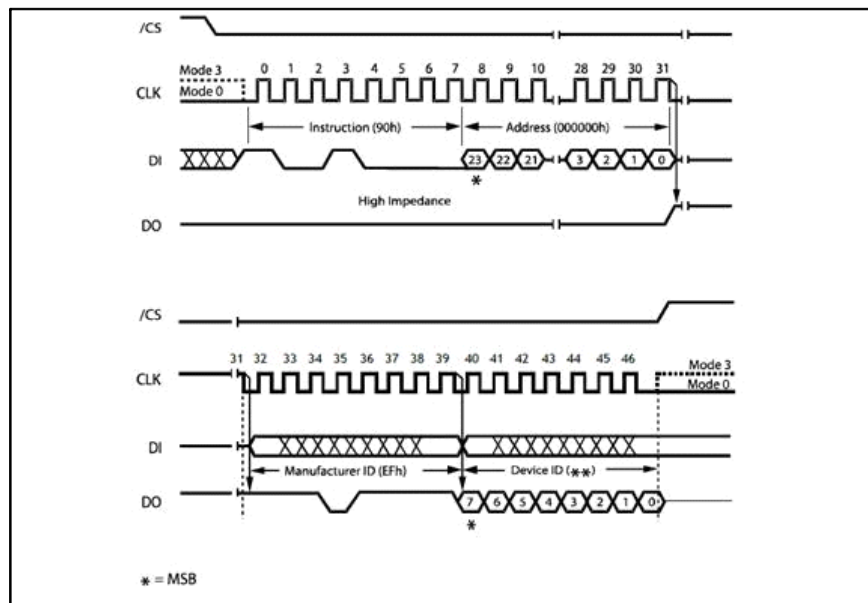 /CS
Mode 3 0 1 2 3 4 5 6 7 8 9 10 28 29 30 31
CLK Mode 0
Instruction (90h) Address (000000h)
DI 23 22 21 3 2 1 0
*
High Impedance
DO
/CS
31 32 33 34 35 36 37 38 39 40 41 42 43 44 45 46
Mode 3
CLK
Mode 0
DI
Manufacturer ID (EFh) Device ID (**)
DO 7 6 5 4 3 2 1 0
*
* = MSB